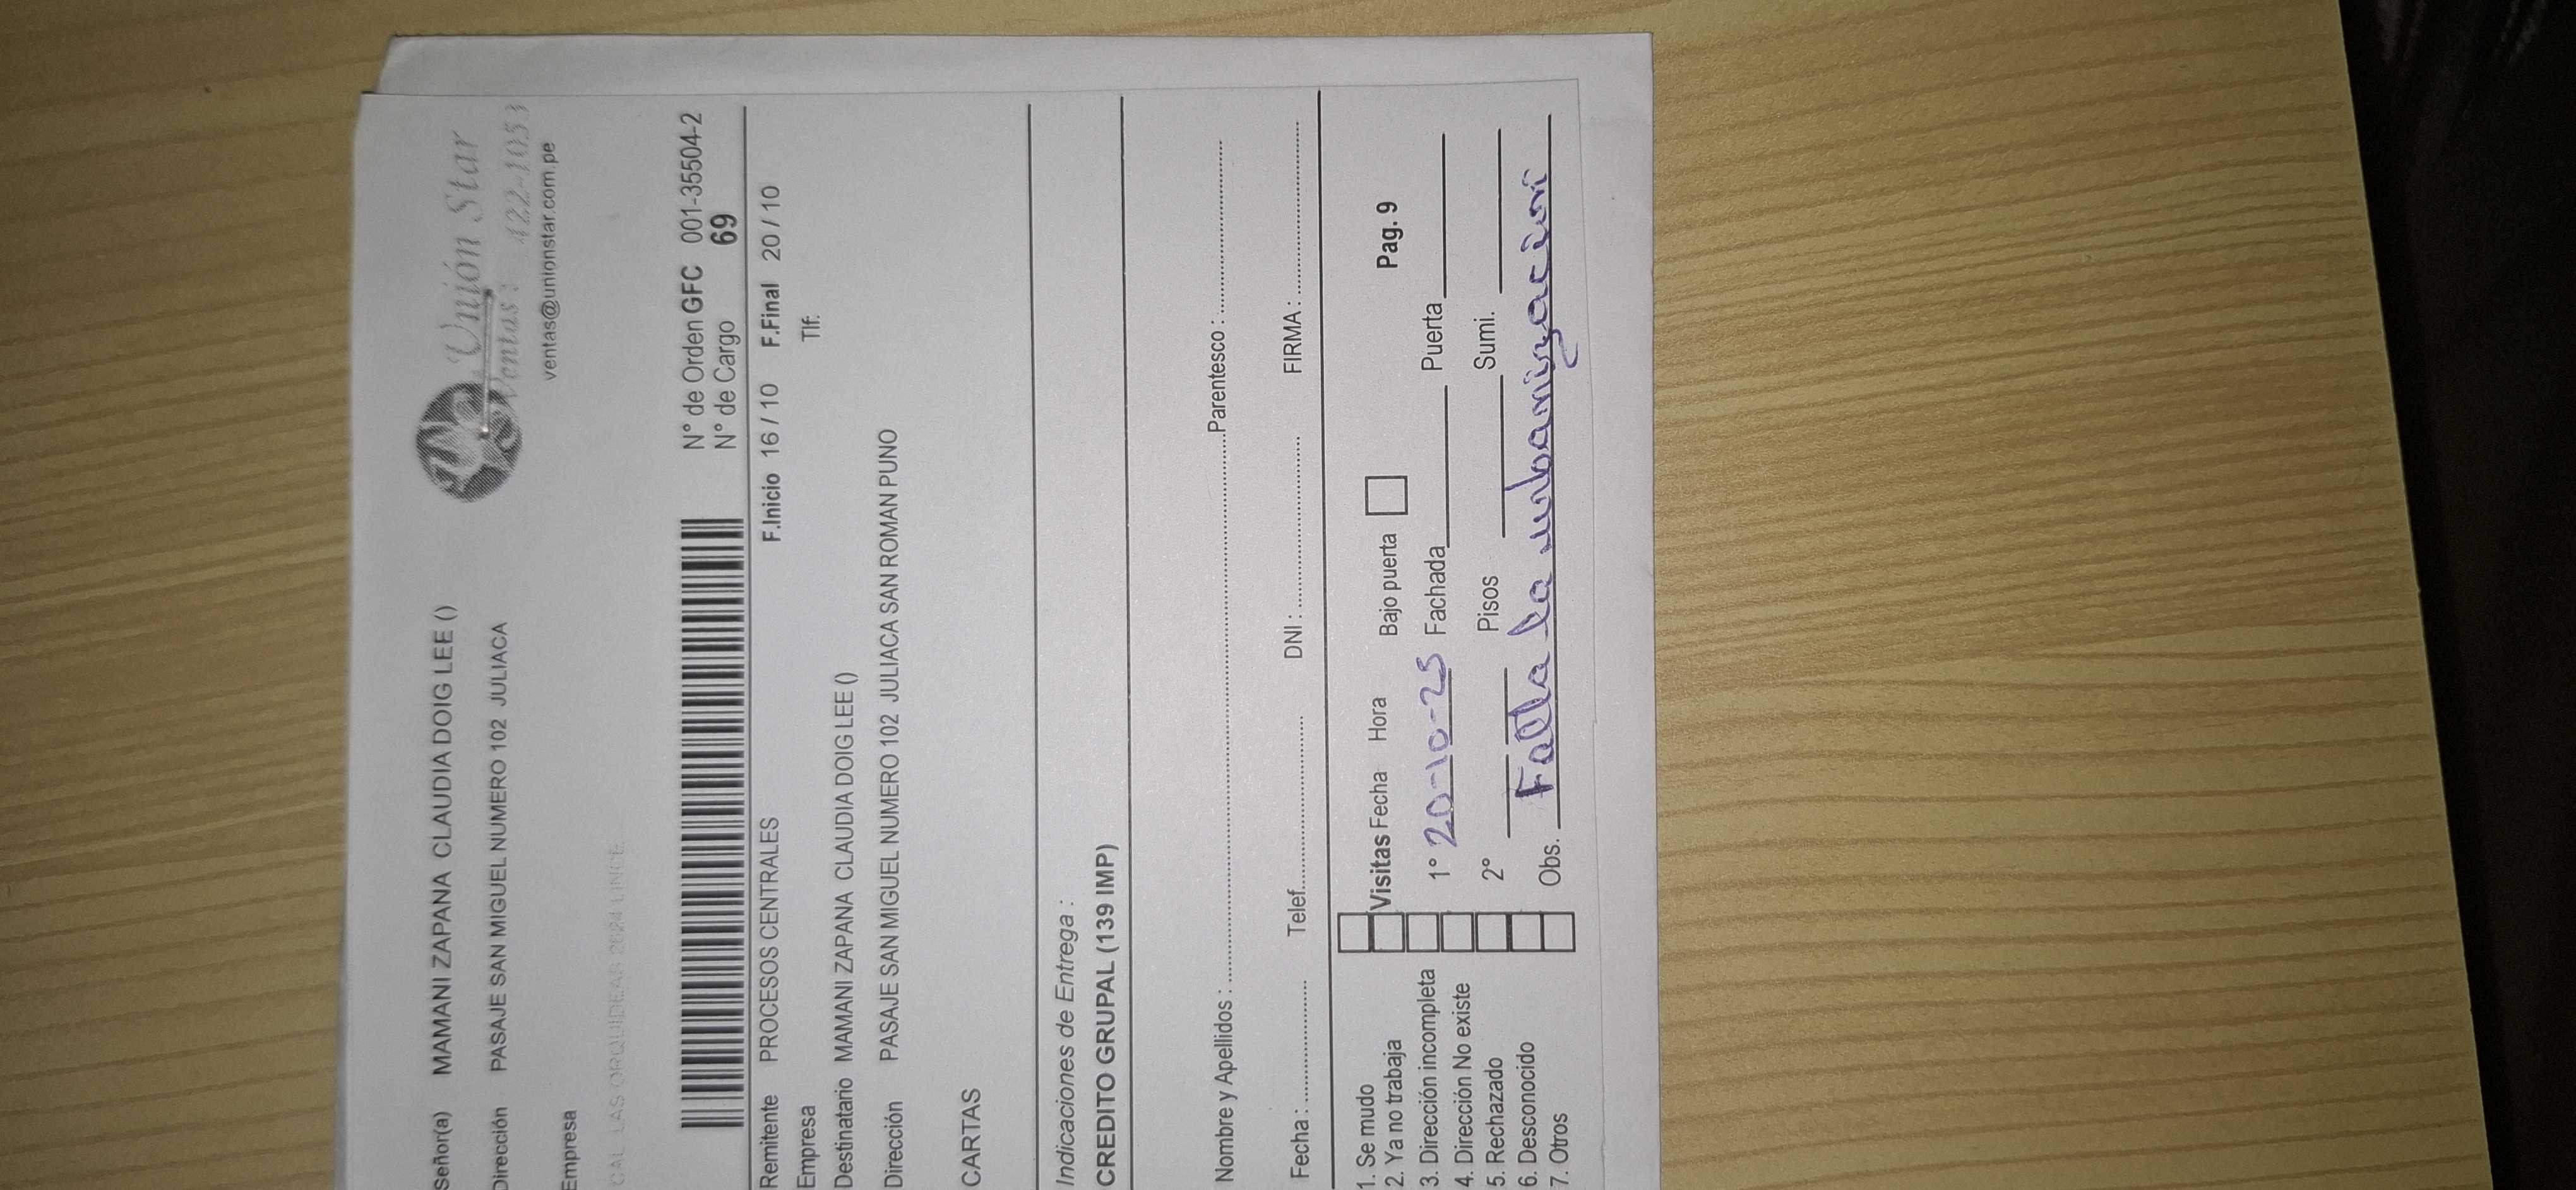 Señor(a) MAMANI ZAPANA CLAUDIA DOIG LEE ()
Dirección PASAJE SAN MIGUEL NUMERO 102 JULIACA
Empresa
CAL LAS ORQUIDEAS 2624 LINCE
Unión Star
Ventas: 422-1053
ventas@unionstar.com.pe
N° de Orden GFC 001-35504-2
N° de Cargo 69
Remitente PROCESOS CENTRALES F.Inicio 16 / 10 F.Final 20 / 10
Empresa Tlf:
Destinatario MAMANI ZAPANA CLAUDIA DOIG LEE ()
Dirección PASAJE SAN MIGUEL NUMERO 102 JULIACA SAN ROMAN PUNO
CARTAS
Indicaciones de Entrega :
CREDITO GRUPAL (139 IMP)
Nombre y Apellidos : Parentesco :
Fecha : Telef. DNI : FIRMA :
1. Se mudo
2. Ya no trabaja
3. Dirección incompleta
4. Dirección No existe
5. Rechazado
6. Desconocido
7. Otros
Visitas Fecha Hora Bajo puerta Pag. 9
1° 20-10-25 Fachada Puerta
2° Pisos Sumi.
Obs. Falta la urbanización